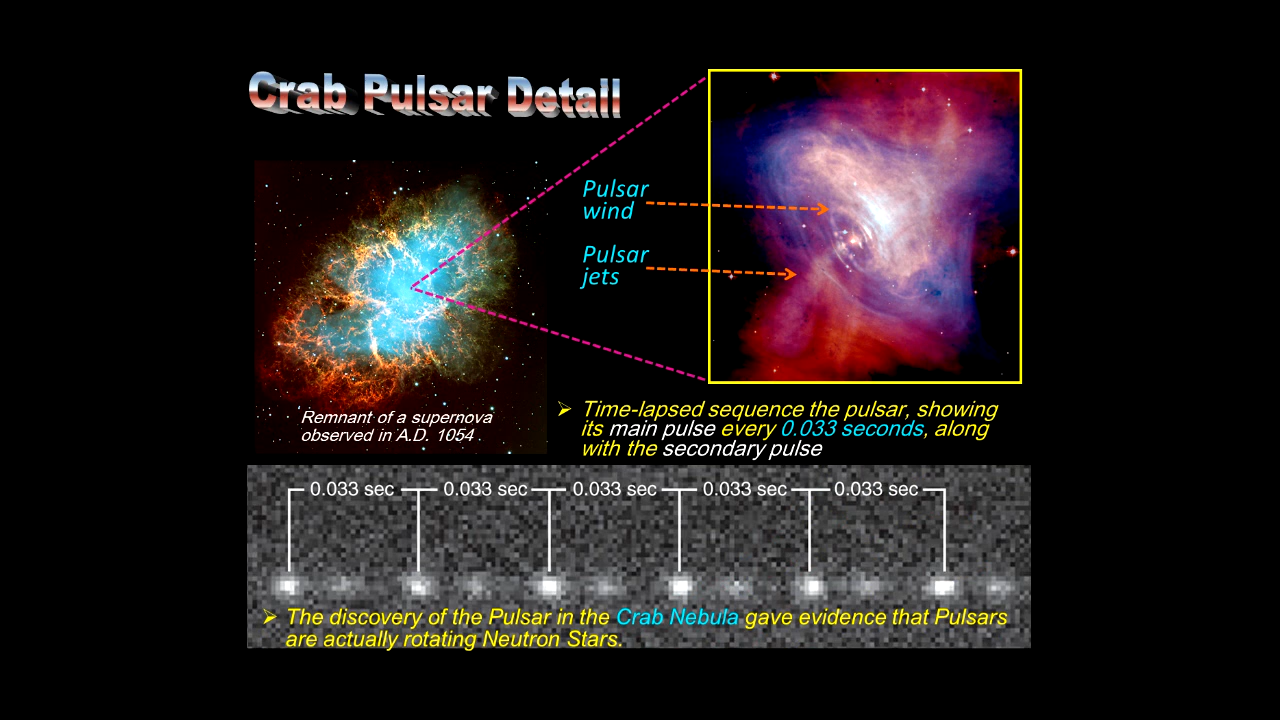 Crab Pulsar Detail
Pulsar
wind
Pulsar
jets
Remnant of a supernova
observed in A.D. 1054
➢ Time-lapsed sequence the pulsar, showing
its main pulse every 0.033 seconds, along
with the secondary pulse
0.033 sec 0.033 sec 0.033 sec 0.033 sec 0.033 sec
➢ The discovery of the Pulsar in the Crab Nebula gave evidence that Pulsars
are actually rotating Neutron Stars.